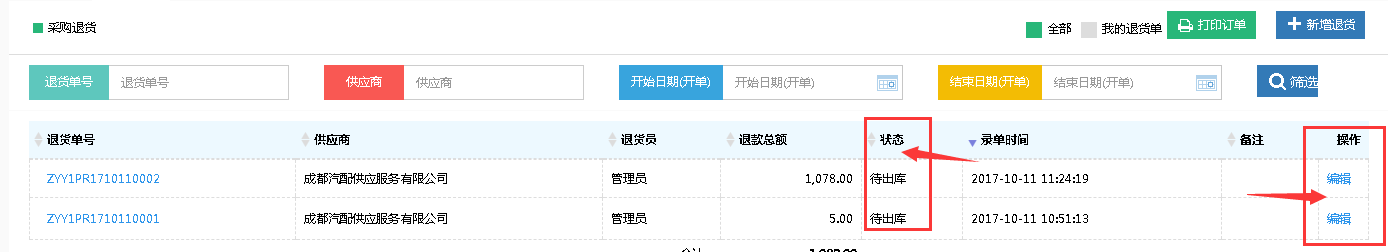 采购退货 全部 我的退货单 打印订单 新增退货
退货单号 退货单号 供应商 供应商 开始日期(开单) 开始日期(开单) 结束日期(开单) 结束日期(开单) 筛选
退货单号 供应商 退货员 退款总额 状态 录单时间 备注 操作
ZYY1PR1710110002 成都汽配供应服务有限公司 管理员 1,078.00 待出库 2017-10-11 11:24:19 编辑
ZYY1PR1710110001 成都汽配供应服务有限公司 管理员 5.00 待出库 2017-10-11 10:51:13 编辑